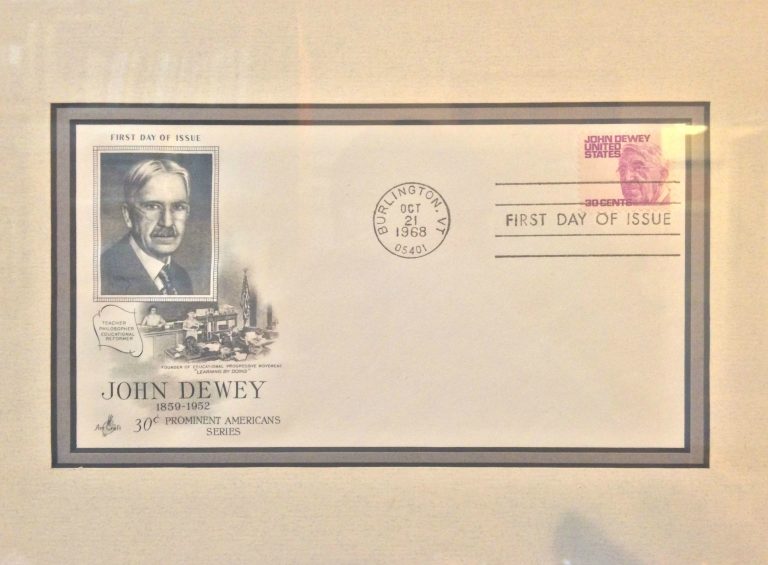 FIRST DAY OF ISSUE
TEACHER
PHILOSOPHER
EDUCATIONAL
REFORMER
FOUNDER OF EDUCATIONAL PROGRESSIVE MOVEMENT
"LEARNING BY DOING"
JOHN DEWEY
1859-1952
30¢ PROMINENT AMERICANS
SERIES
ArtCraft
BURLINGTON, VT
OCT
21
1968
05401
JOHN DEWEY
UNITED
STATES
30 CENTS
FIRST DAY OF ISSUE